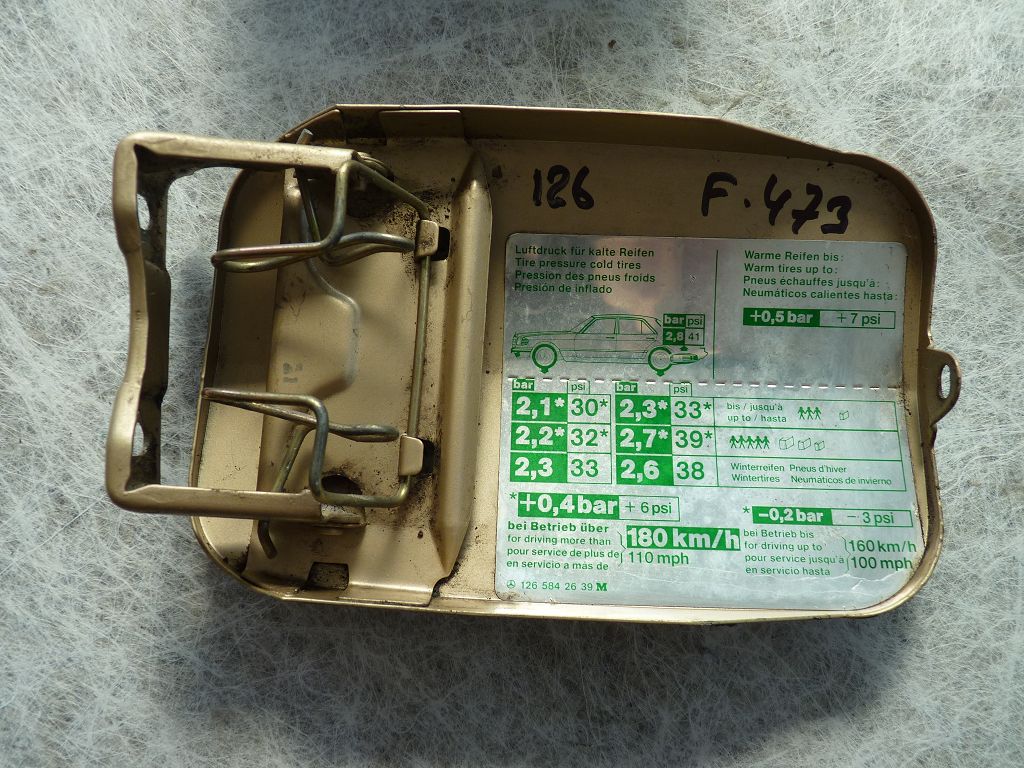 126
F.473
Luftdruck für kalte Reifen
Tire pressure cold tires
Pression des pneus froids
Presión de inflado
Warme Reifen bis:
Warm tires up to:
Pneus échauffes jusqu'à:
Neumáticos calientes hasta:
+0,5 bar + 7 psi
bar psi
2,8 41
bar psi bar psi
2,1* 30* 2,3* 33* bis / jusqu'à
up to / hasta
2,2* 32* 2,7* 39*
2,3 33 2,6 38 Winterreifen Pneus d'hiver
Wintertires Neumaticos de invierno
*+0,4 bar + 6 psi
* -0,2 bar - 3 psi
bei Betrieb über
for driving more than
pour service de plus de
en servicio a más de
180 km/h
110 mph
bei Betrieb bis
for driving up to
pour service jusqu'à
en servicio hasta
160 km/h
100 mph
126 584 26 39 M